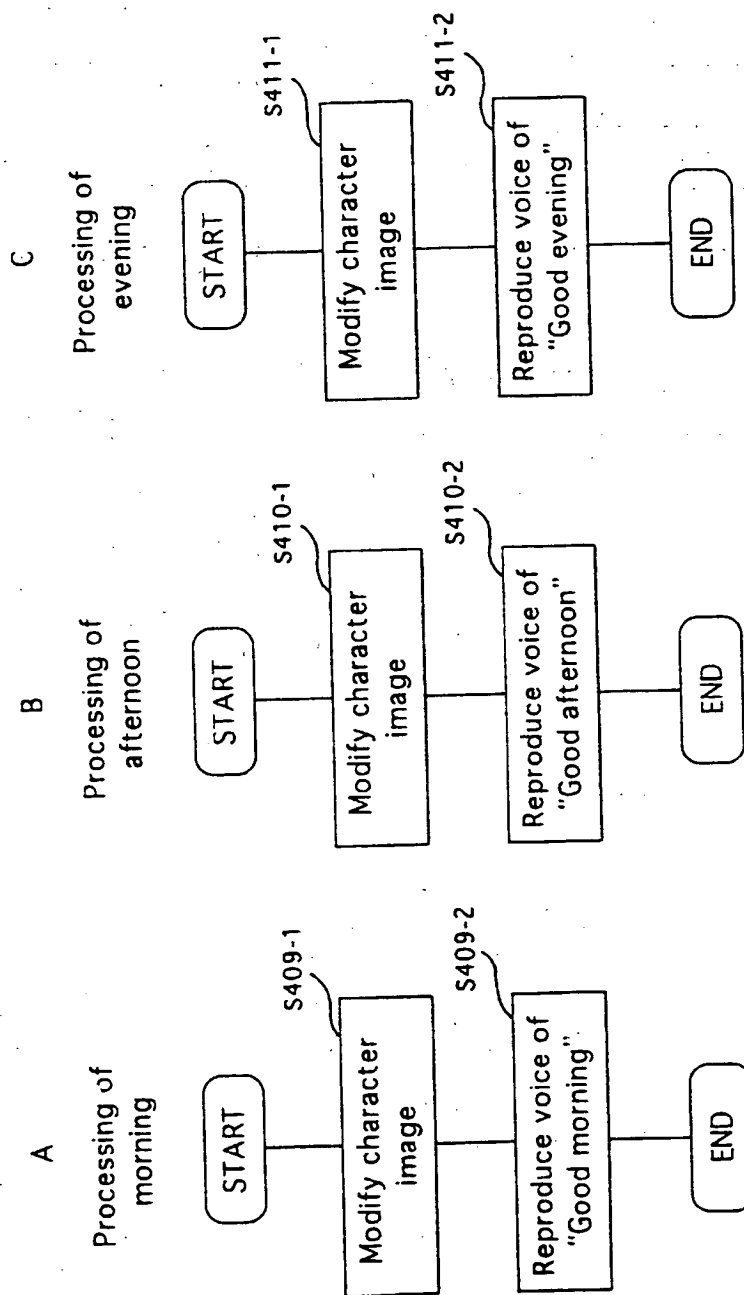 A
Processing of
morning
START
S409-1
Modify character
image
S409-2
Reproduce voice of
"Good morning"
END
B
Processing of
afternoon
START
S410-1
Modify character
image
S410-2
Reproduce voice of
"Good afternoon"
END
C
Processing of
evening
START
S411-1
Modify character
image
S411-2
Reproduce voice of
"Good evening"
END